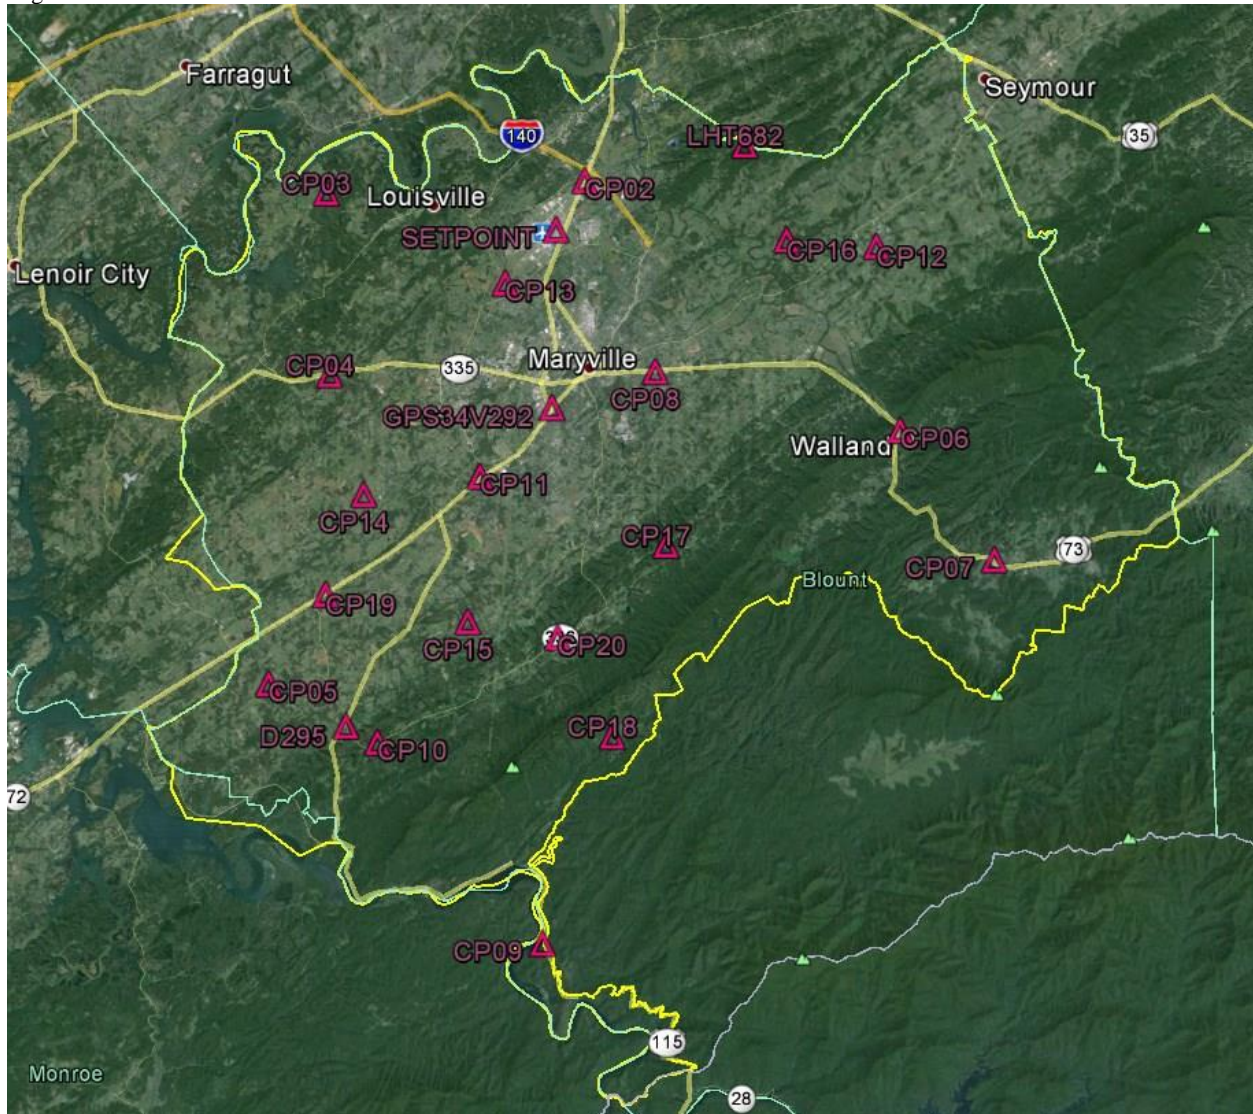 Farragut
Seymour
140
35
LHT682
CP03
CP02
Louisville
SETPOINT
CP16
CP12
Lenoir City
CP13
Maryville
CP04
335
CP08
GPS34V292
CP06
Walland
CP11
CP14
CP17
73
CP07
Blount
CP19
CP15
CP20
CP05
D295
CP10
CP18
72
CP09
115
Monroe
28